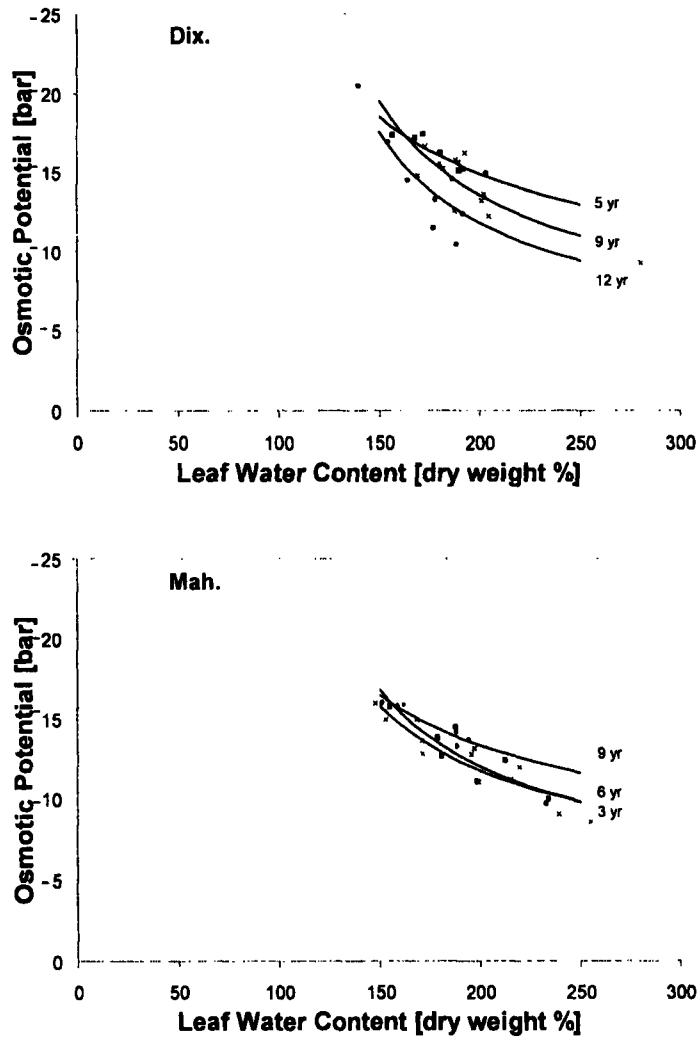 Dix.
Osmotic Potential [bar]
-25
-20
-15
-10
-5
0
5 yr
9 yr
12 yr
0 50 100 150 200 250 300
Leaf Water Content [dry weight %]
Mah.
Osmotic Potential [bar]
-25
-20
-15
-10
-5
0
9 yr
6 yr
3 yr
0 50 100 150 200 250 300
Leaf Water Content [dry weight %]